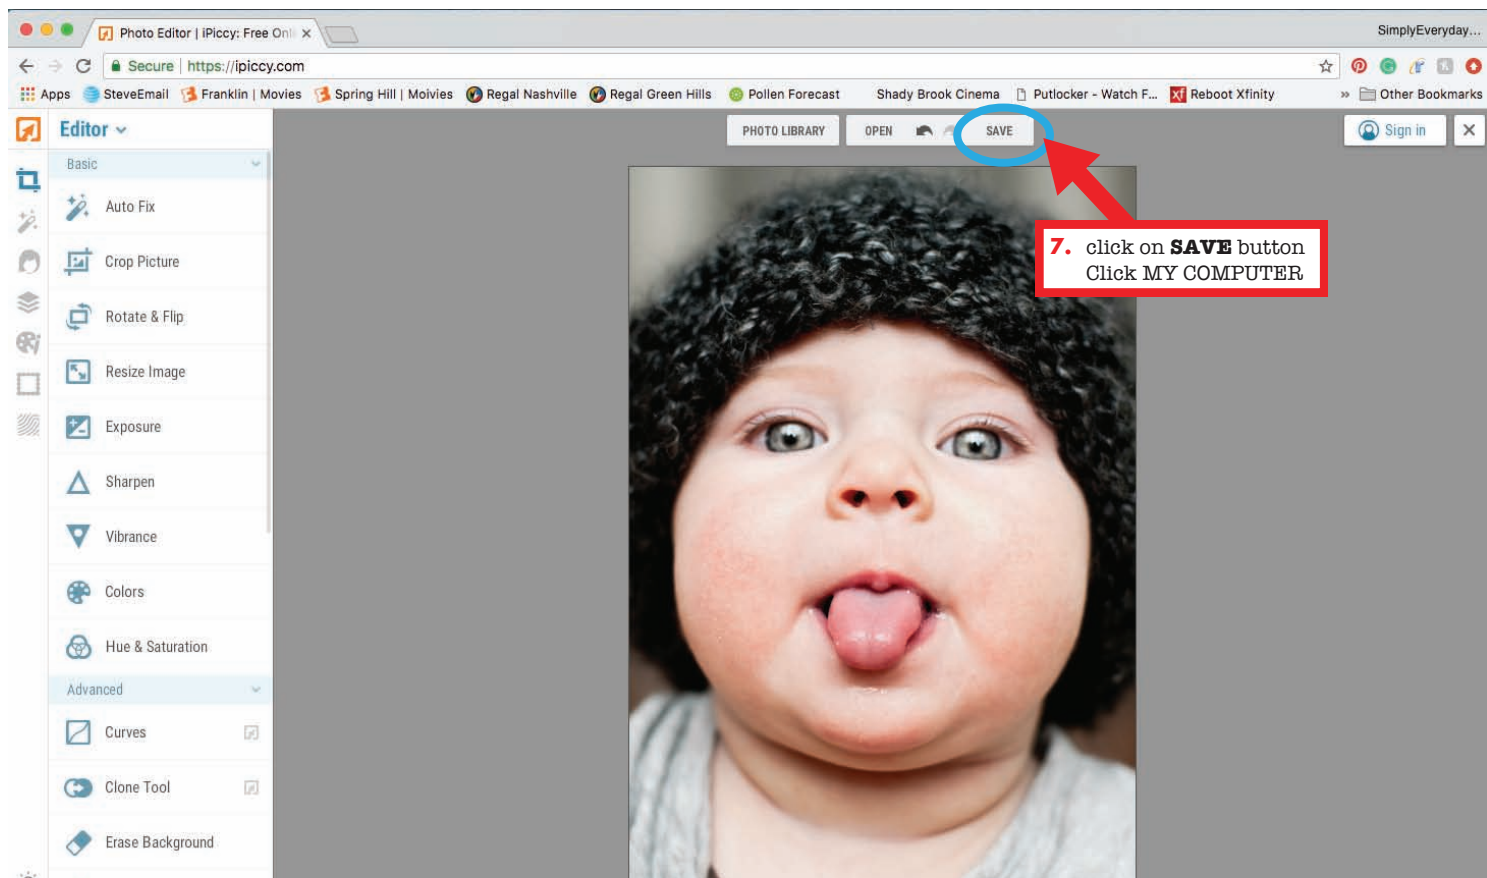 Photo Editor | iPiccy: Free Onli
SimplyEveryday...
Secure | https://ipiccy.com
Apps SteveEmail Franklin | Movies Spring Hill | Moivies Regal Nashville Regal Green Hills Pollen Forecast Shady Brook Cinema Putlocker - Watch F... Xf Reboot Xfinity » Other Bookmarks
Editor
PHOTO LIBRARY OPEN SAVE
Sign in
Basic
Auto Fix
7. click on SAVE button
Click MY COMPUTER
Crop Picture
Rotate & Flip
Resize Image
Exposure
Sharpen
Vibrance
Colors
Hue & Saturation
Advanced
Curves
Clone Tool
Erase Background